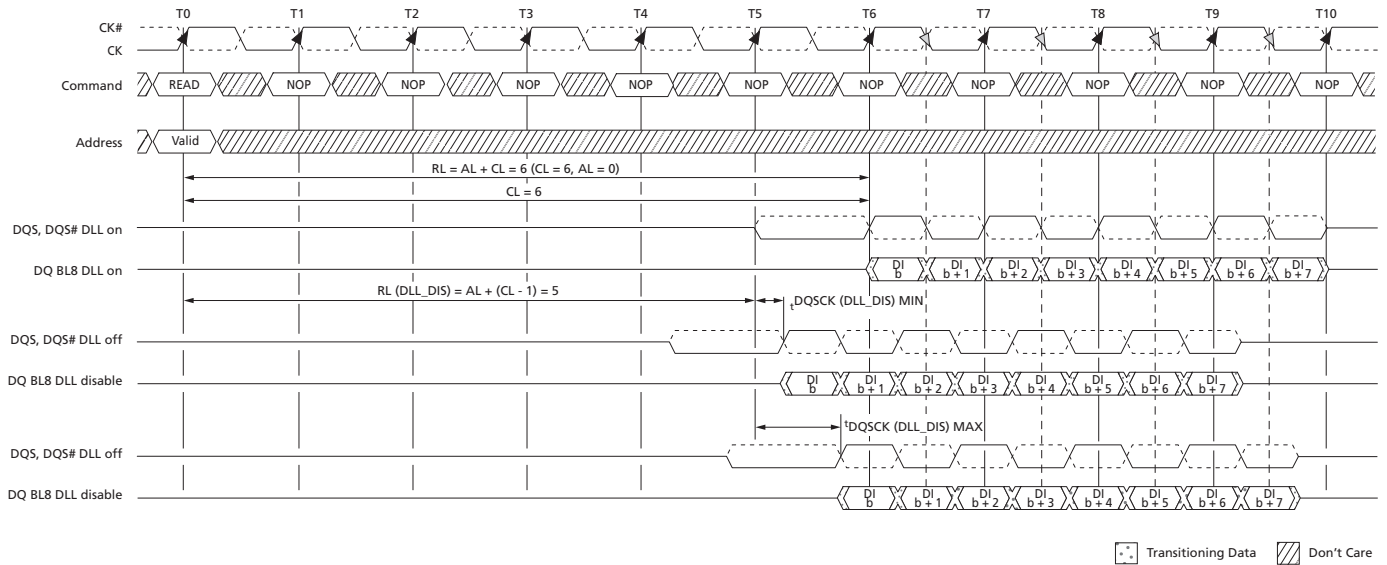 T0 T1 T2 T3 T4 T5 T6 T7 T8 T9 T10
CK#
CK
Command READ NOP NOP NOP NOP NOP NOP NOP NOP NOP NOP
Address Valid
RL = AL + CL = 6 (CL = 6, AL = 0)
CL = 6
DQS, DQS# DLL on
DQ BL8 DLL on DI b DI b + 1 DI b + 2 DI b + 3 DI b + 4 DI b + 5 DI b + 6 DI b + 7
RL (DLL_DIS) = AL + (CL - 1) = 5 tDQSCK (DLL_DIS) MIN
DQS, DQS# DLL off
DQ BL8 DLL disable DI b DI b + 1 DI b + 2 DI b + 3 DI b + 4 DI b + 5 DI b + 6 DI b + 7
tDQSCK (DLL_DIS) MAX
DQS, DQS# DLL off
DQ BL8 DLL disable DI b DI b + 1 DI b + 2 DI b + 3 DI b + 4 DI b + 5 DI b + 6 DI b + 7
Transitioning Data Don't Care